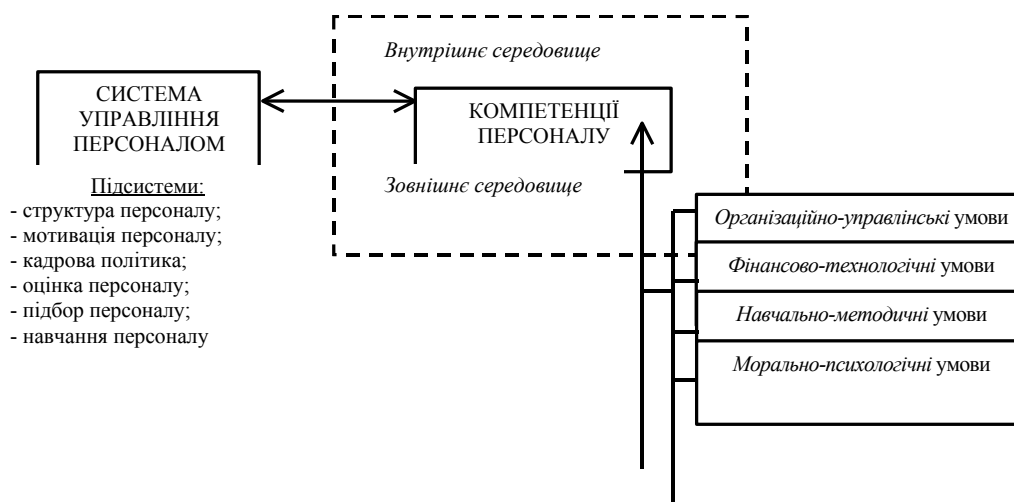 Внутрішнє середовище
СИСТЕМА
УПРАВЛІННЯ
ПЕРСОНАЛОМ
КОМПЕТЕНЦІЇ
ПЕРСОНАЛУ
Підсистеми:
- структура персоналу;
- мотивація персоналу;
- кадрова політика;
- оцінка персоналу;
- підбор персоналу;
- навчання персоналу
Зовнішнє середовище
Організаційно-управлінські умови
Фінансово-технологічні умови
Навчально-методичні умови
Морально-психологічні умови